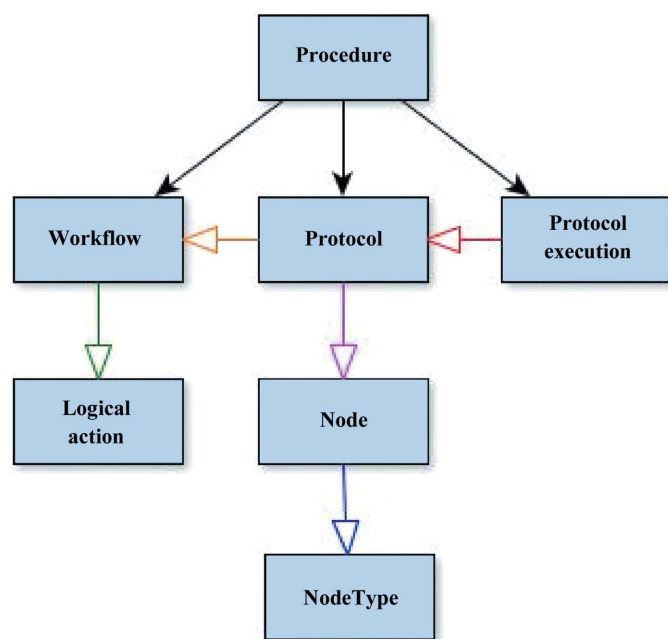 Procedure
Workflow
Protocol
Protocol
execution
Logical
action
Node
NodeType